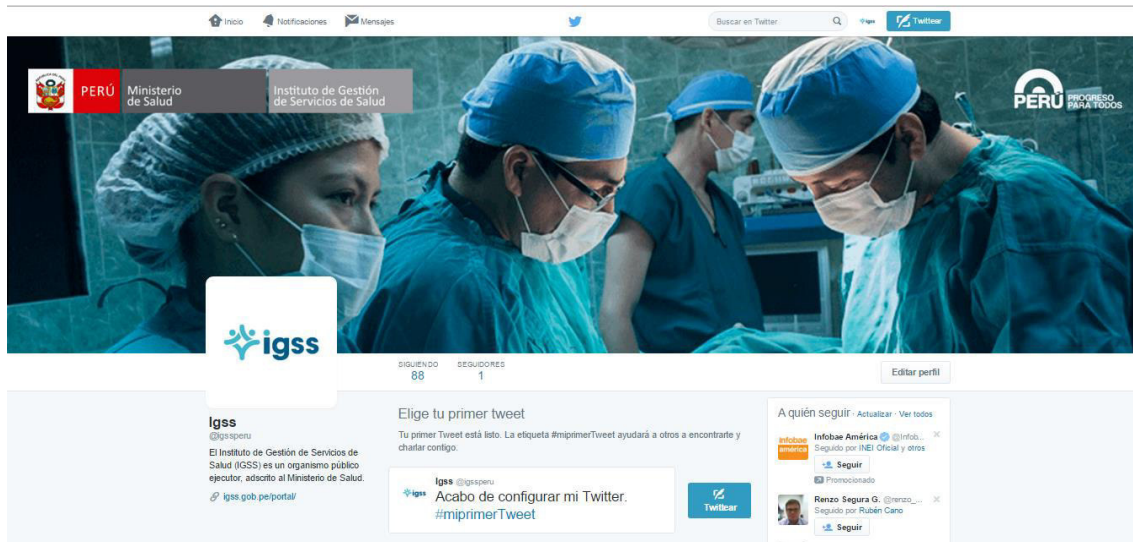 Inicio
Notificaciones
Mensajes
Buscar en Twitter
igss
Twittear
PERÚ
Ministerio
de Salud
Instituto de Gestión
de Servicios de Salud
PERÚ
PROGRESO
PARA TODOS
igss
SIGUIENDO
88
SEGUIDORES
1
Editar perfil
Igss
@igssperu
El Instituto de Gestión de Servicios de
Salud (IGSS) es un organismo público
ejecutor, adscrito al Ministerio de Salud.
igss.gob.pe/portal/
Elige tu primer tweet
Tu primer Tweet está listo. La etiqueta #miprimerTweet ayudará a otros a encontrarte y
charlar contigo.
igss
Igss @igssperu
Acabo de configurar mi Twitter.
#miprimerTweet
Twittear
A quién seguir · Actualizar · Ver todos
infobae
américa
Infobae América @Infob...
Seguido por INEI Oficial y otros
Seguir
Promocionado
Renzo Segura G. @renzo_...
Seguido por Rubén Cano
Seguir